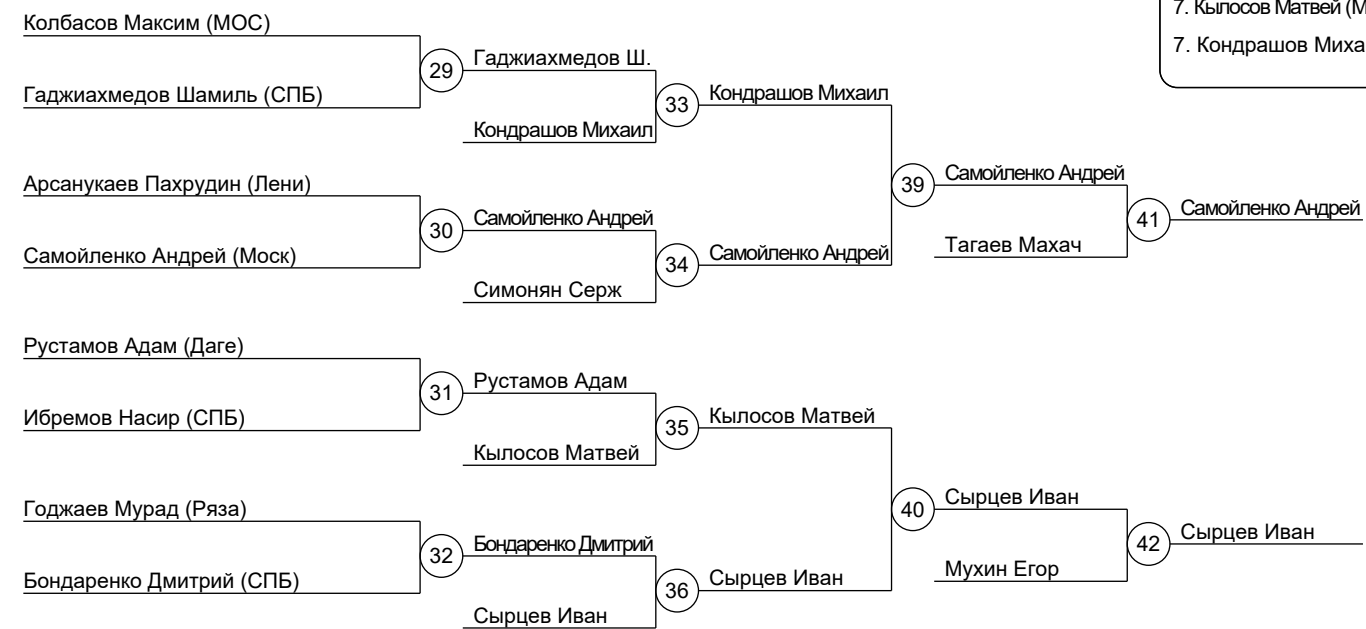 7. Кылосов Матвей (М
7. Кондрашов Миха
Колбасов Максим (МОС)
Гаджиахмедов Шамиль (СПБ)
29
Гаджиахмедов Ш.
Кондрашов Михаил
33
Кондрашов Михаил
Арсанукаев Пахрудин (Лени)
Самойленко Андрей (Моск)
30
Самойленко Андрей
Симонян Серж
34
Самойленко Андрей
39
Самойленко Андрей
Тагаев Махач
41
Самойленко Андрей
Рустамов Адам (Даге)
Ибремов Насир (СПБ)
31
Рустамов Адам
Кылосов Матвей
35
Кылосов Матвей
Годжаев Мурад (Ряза)
Бондаренко Дмитрий (СПБ)
32
Бондаренко Дмитрий
Сырцев Иван
36
Сырцев Иван
40
Сырцев Иван
Мухин Егор
42
Сырцев Иван